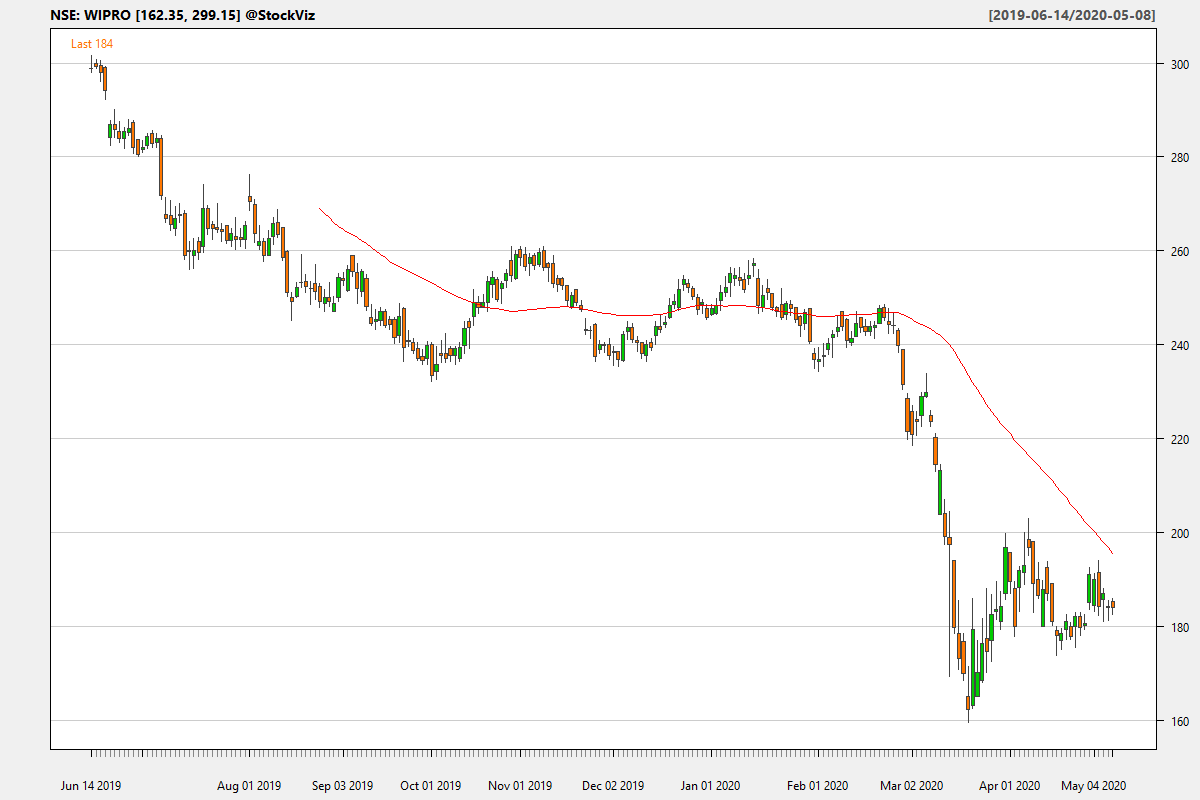 NSE: WIPRO [162.35, 299.15] @StockViz [2019-06-14/2020-05-08]
Last 184
300
280
260
240
220
200
180
160
Jun 14 2019 Aug 01 2019 Sep 03 2019 Oct 01 2019 Nov 01 2019 Dec 02 2019 Jan 01 2020 Feb 01 2020 Mar 02 2020 Apr 01 2020 May 04 2020